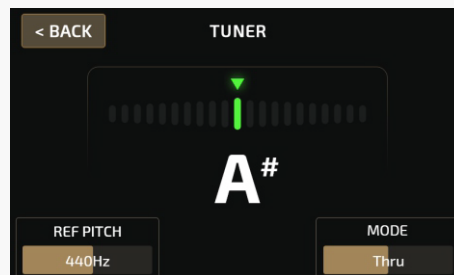 < BACK
TUNER
A#
REF PITCH
MODE
440Hz
Thru